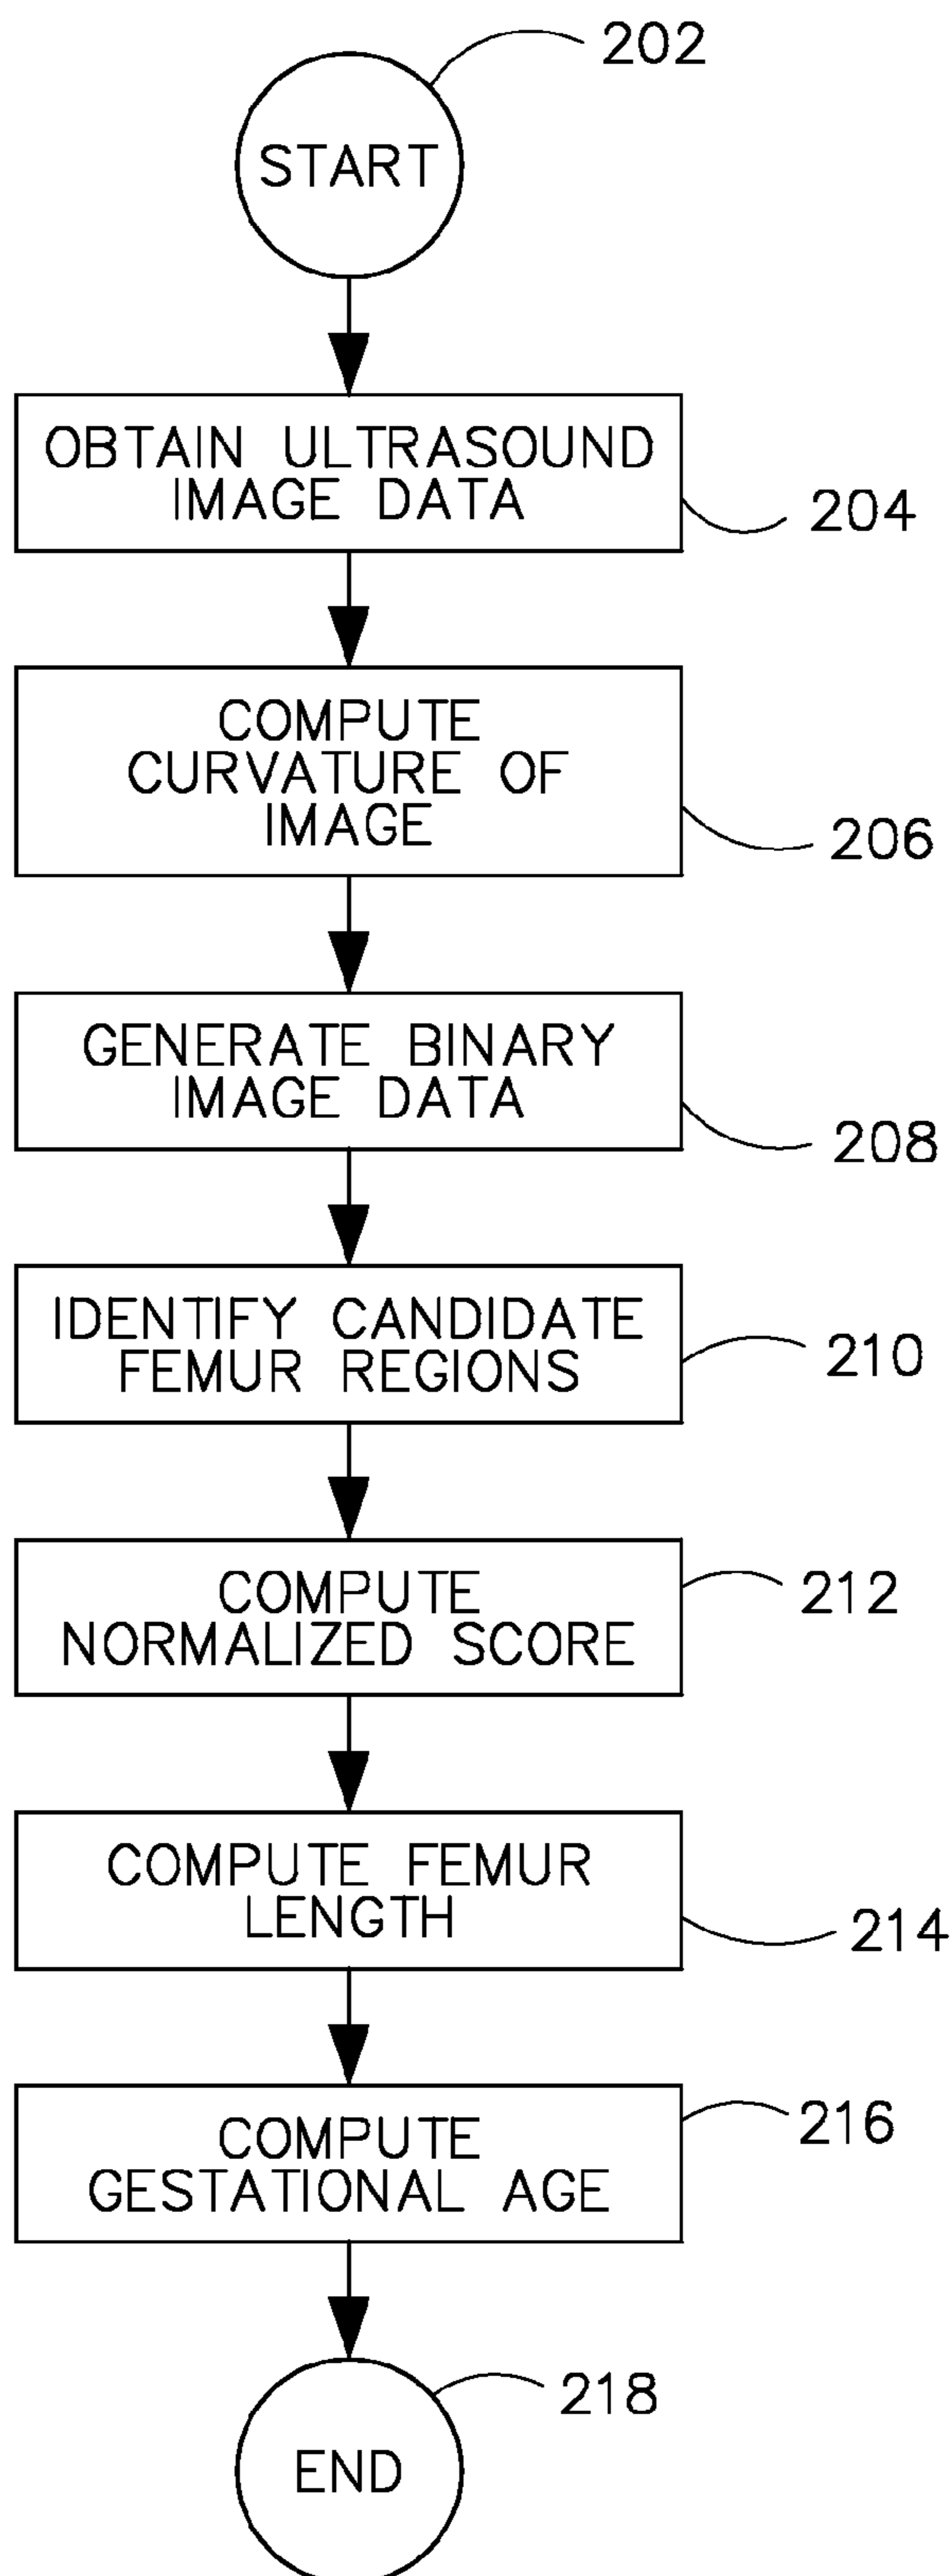 202
START
OBTAIN ULTRASOUND
IMAGE DATA
204
COMPUTE
CURVATURE OF
IMAGE
206
GENERATE BINARY
IMAGE DATA
208
IDENTIFY CANDIDATE
FEMUR REGIONS
210
COMPUTE
NORMALIZED SCORE
212
COMPUTE FEMUR
LENGTH
214
COMPUTE
GESTATIONAL AGE
216
218
END